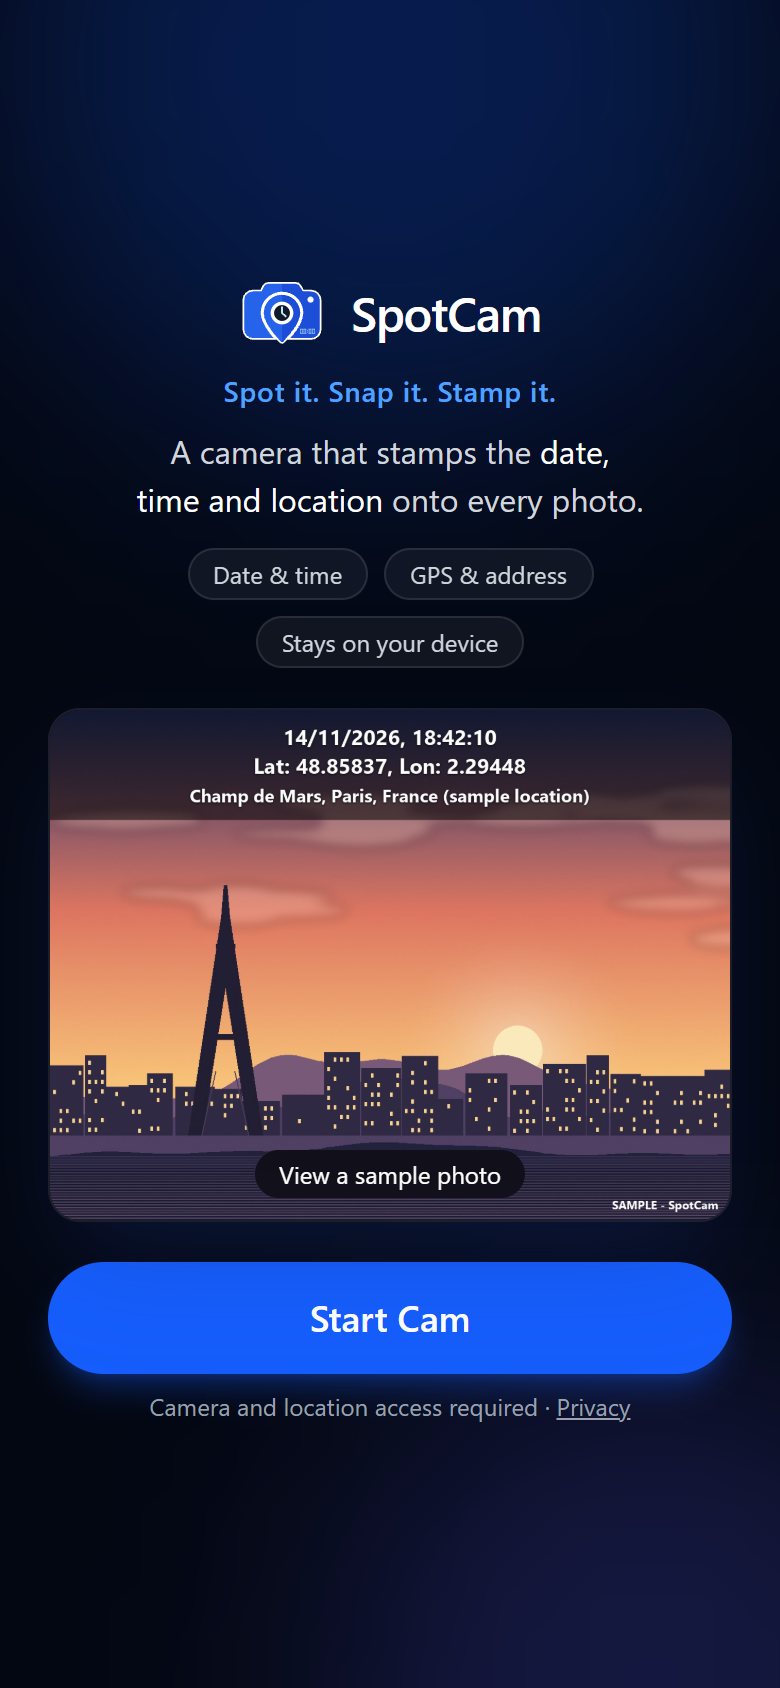 SpotCam
Spot it. Snap it. Stamp it.
A camera that stamps the date,
time and location onto every photo.
Date & time
GPS & address
Stays on your device
14/11/2026, 18:42:10
Lat: 48.85837, Lon: 2.29448
Champ de Mars, Paris, France (sample location)
View a sample photo
SAMPLE - SpotCam
Start Cam
Camera and location access required · Privacy